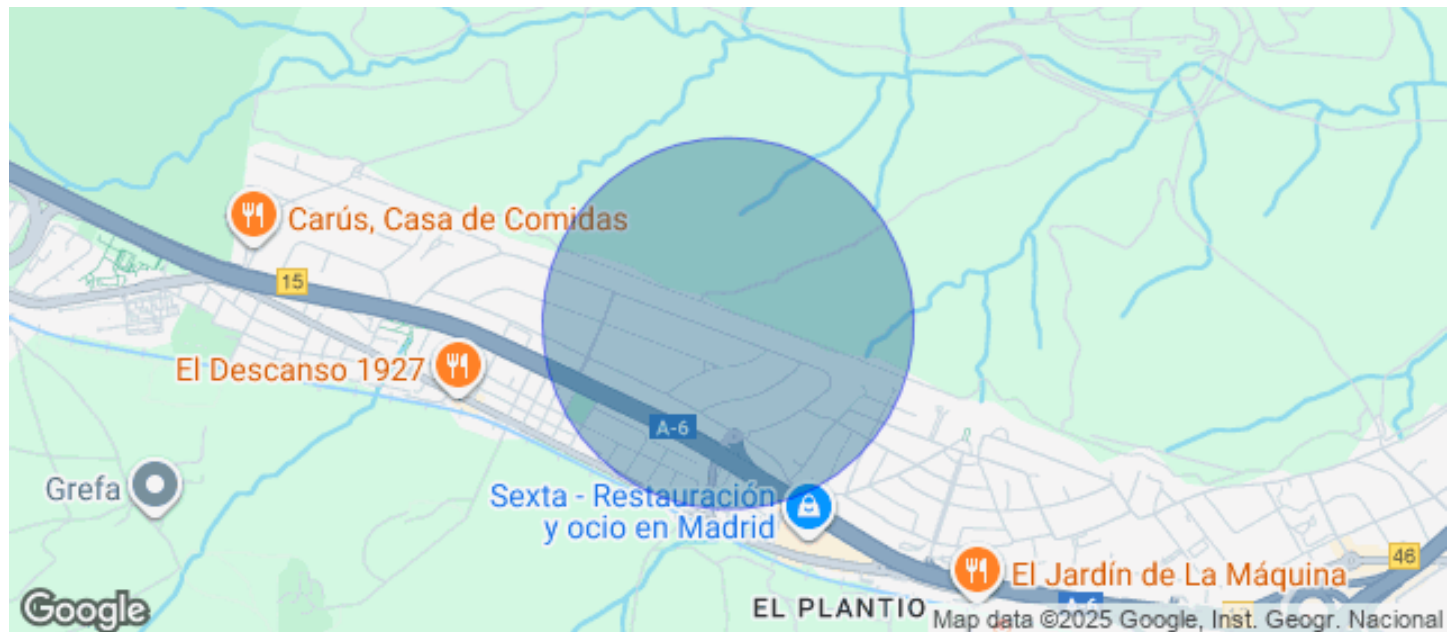 Carús, Casa de Comidas
15
El Descanso 1927
A-6
Grefa
Sexta - Restauración
y ocio en Madrid
46
El Jardín de La Máquina
EL PLANTIO
A-6
Google
Map data ©2025 Google, Inst. Geogr. Nacional